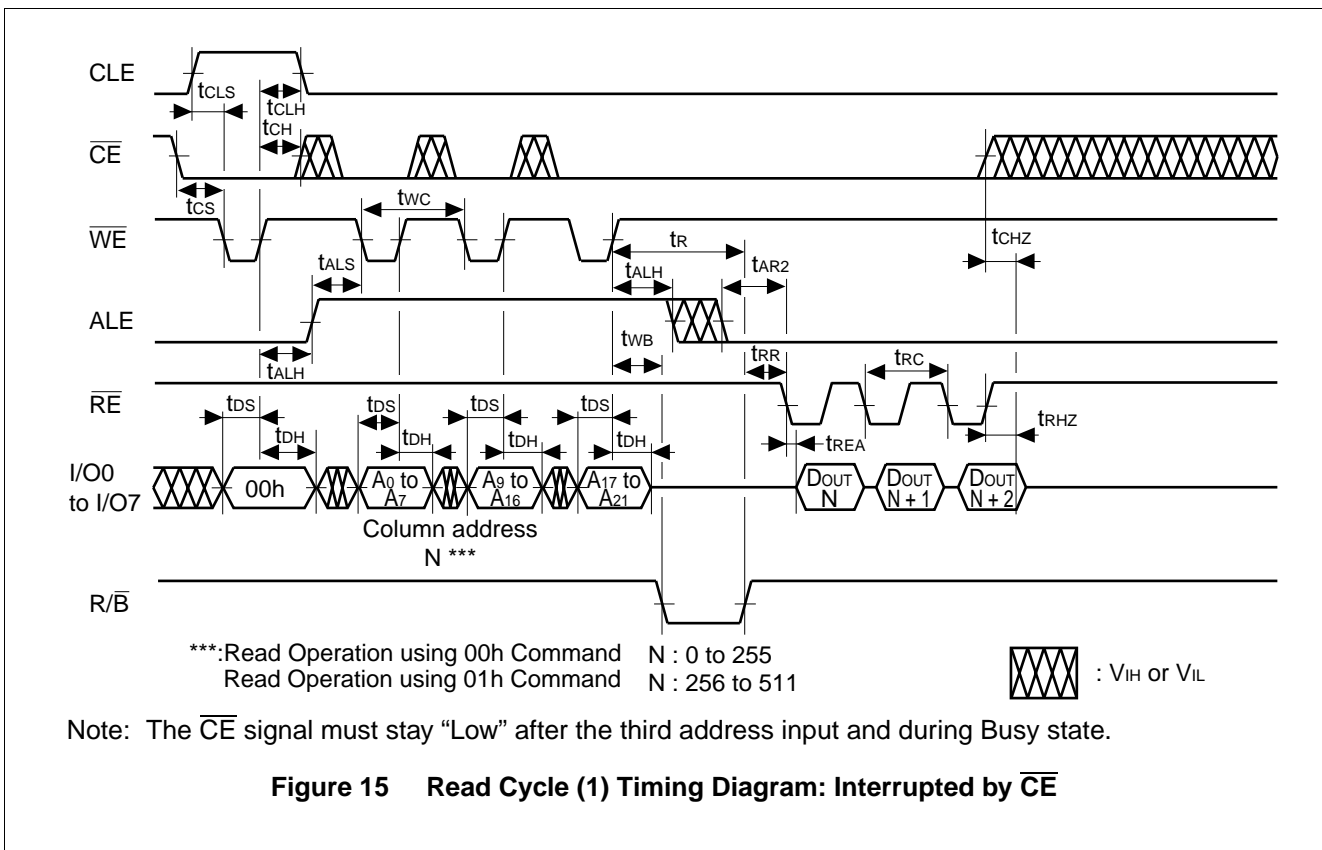 CLE
tCLS
tCLH
tCH
CE
tCS
tWC
WE
tR
tCHZ
tALS
tALH
tAR2
ALE
tWB
tALH
tRR
tRC
RE
tDS
tDS
tDS
tDS
tDH
tDH
tDH
tDH
tREA
tRHZ
I/O0
to I/O7
00h
A0 to
A7
A9 to
A16
A17 to
A21
DOUT
N
DOUT
N + 1
DOUT
N + 2
Column address
N ***
R/B
***:Read Operation using 00h Command N : 0 to 255
Read Operation using 01h Command N : 256 to 511
: VIH or VIL
Note: The CE signal must stay “Low” after the third address input and during Busy state.
Figure 15 Read Cycle (1) Timing Diagram: Interrupted by CE